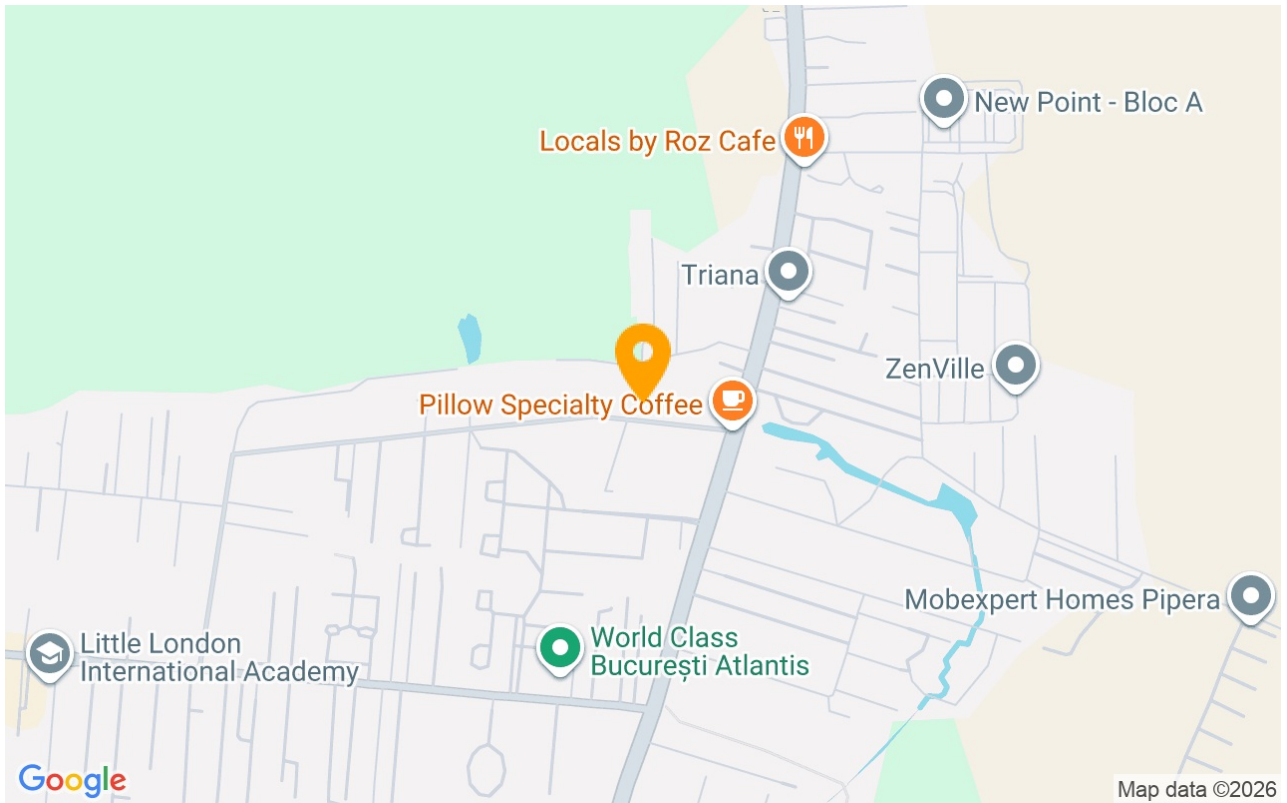 New Point - Bloc A
Locals by Roz Cafe
Triana
ZenVille
Pillow Specialty Coffee
Mobexpert Homes Pipera
World Class
București Atlantis
Little London
International Academy
Google
Map data ©2026